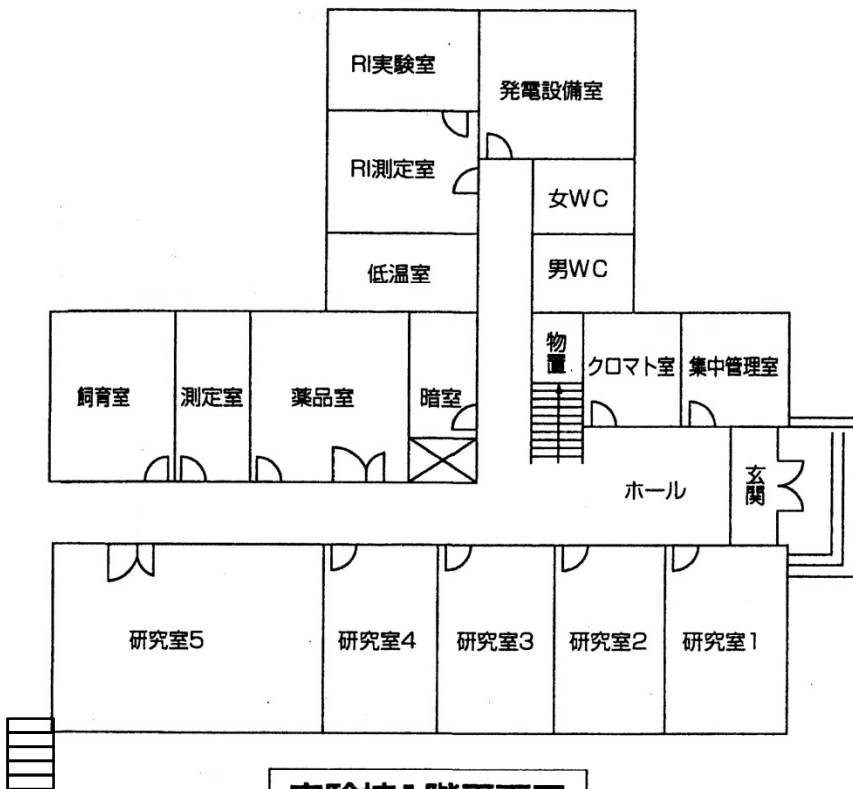 RI実験室
発電設備室
RI測定室
女WC
低温室
男WC
物置
クロマト室
集中管理室
飼育室
測定室
薬品室
暗室
ホール
玄関
研究室5
研究室4
研究室3
研究室2
研究室1